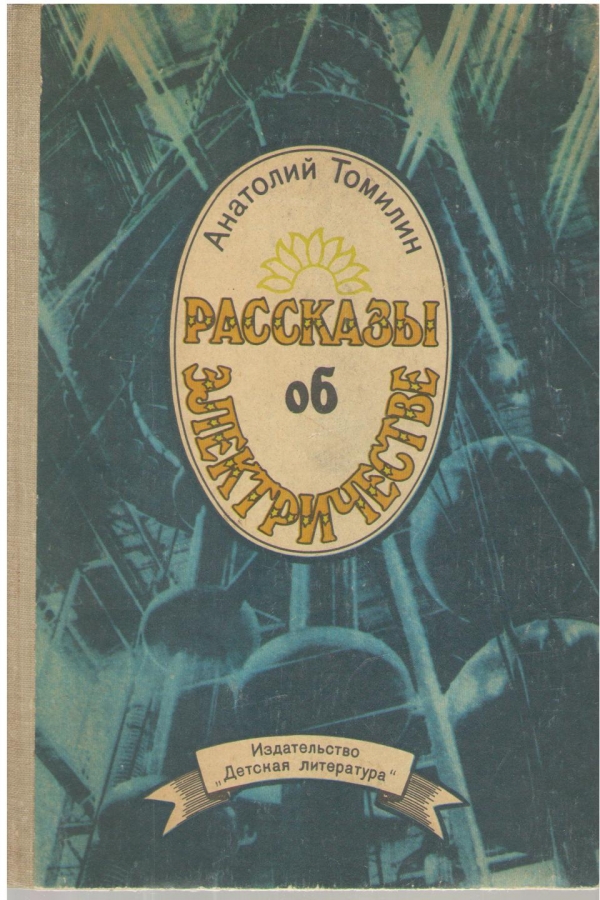 Анатолий Томилин
РАССКАЗЫ
об
ЭЛЕКТРИЧЕСТВЕ
Издательство
„Детская литература“